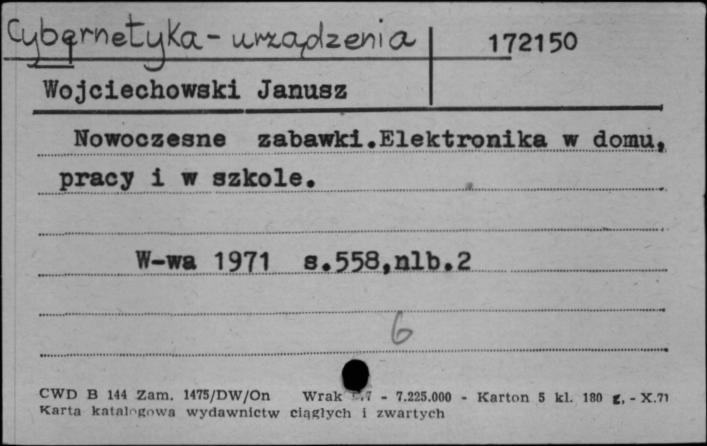 Cybernetyka - urządzenia
172150
Wojciechowski Janusz
Nowoczesne zabawki.Elektronika w domu,
pracy i w szkole.
W-wa 1971 s.558,nlb.2
6
CWD B 144 Zam. 1475/DW/On Wrak - 7.225.000 - Karton 5 kl. 180 g. - X.71
Karta katalogowa wydawnictw ciągłych i zwartych